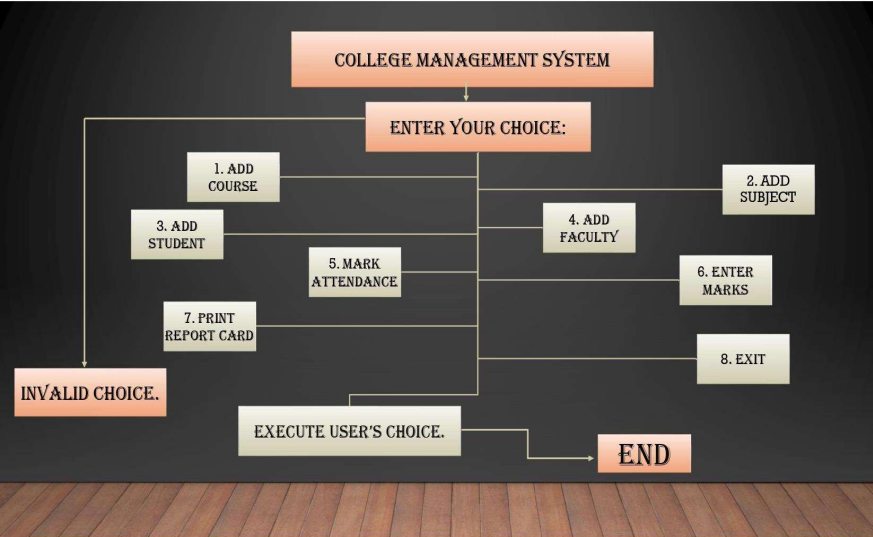 COLLEGE MANAGEMENT SYSTEM
ENTER YOUR CHOICE:
1. ADD
COURSE
2. ADD
SUBJECT
3. ADD
STUDENT
4. ADD
FACULTY
5. MARK
ATTENDANCE
6. ENTER
MARKS
7. PRINT
REPORT CARD
8. EXIT
INVALID CHOICE.
EXECUTE USER'S CHOICE.
END